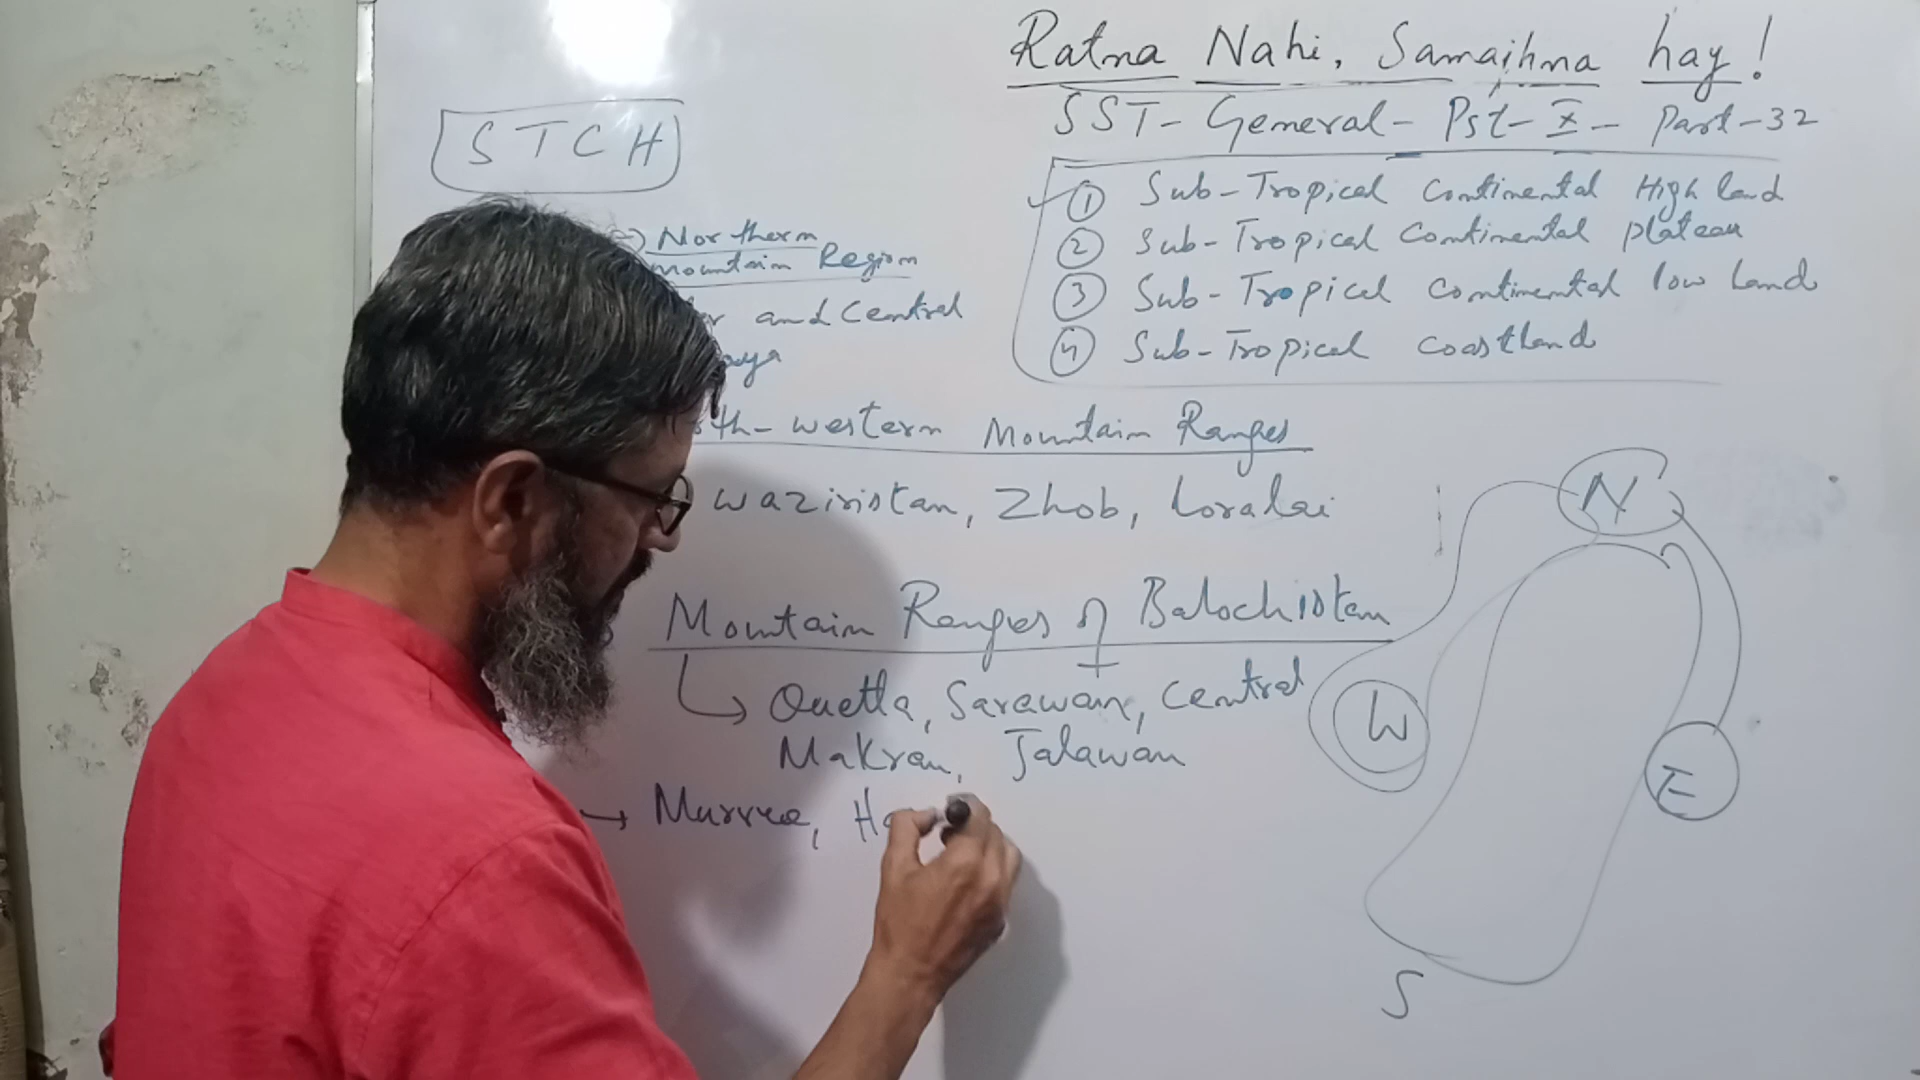 Ratna Nahi, Samajhna hay!
SST- General- Pst- X- Part-32
STCH
① Sub-Tropical Continental High land
② Sub-Tropical Continental plateau
③ Sub-Tropical continental low land
④ Sub-Tropical coastland
Northern
mountain Region
and Central
th-western Mountain Ranges
waziristan, Zhob, Loralai
Mountain Ranges of Balochistan
Quetta, Sarawan, Central
Makran, Jalawan
→ Murree, Ha
N
W
E
S